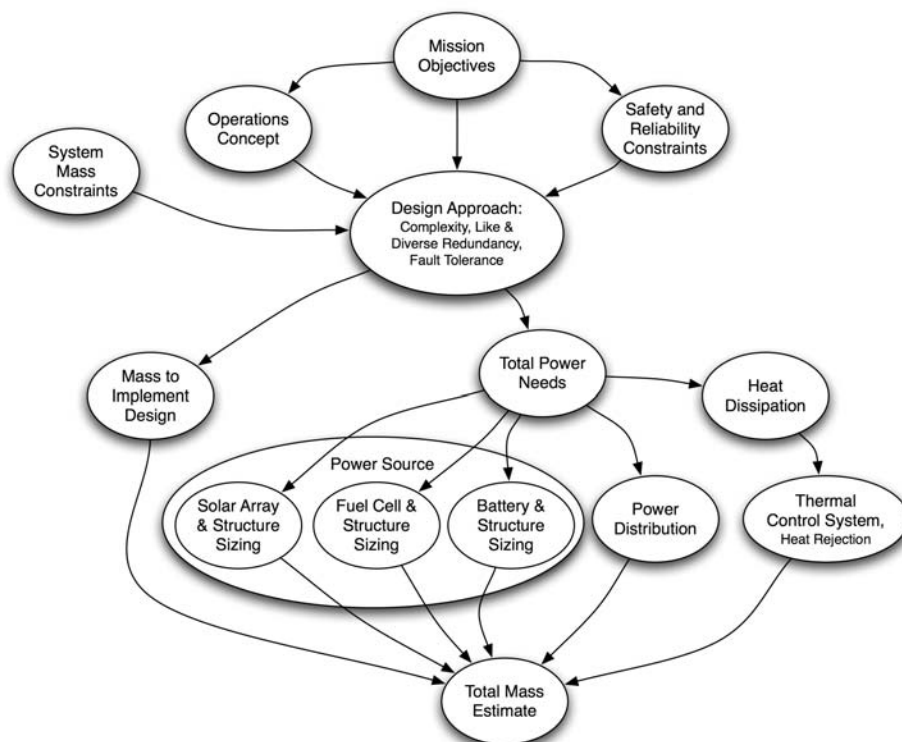 Mission
Objectives
Operations
Concept
Safety and
Reliability
Constraints
System
Mass
Constraints
Design Approach:
Complexity, Like &
Diverse Redundancy,
Fault Tolerance
Mass to
Implement
Design
Total Power
Needs
Heat
Dissipation
Power Source
Solar Array
& Structure
Sizing
Fuel Cell &
Structure
Sizing
Battery &
Structure
Sizing
Power
Distribution
Thermal
Control System,
Heat Rejection
Total Mass
Estimate